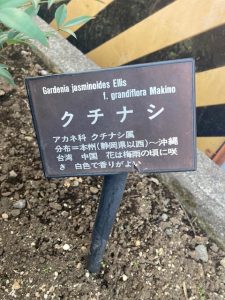 Gardenia jasminoides Ellis
f. grandiflora Makino
クチナシ
アカネ科 クチナシ属
分布=本州(静岡県以西)~沖縄
台湾 中国 花は梅雨の頃に咲
き 白色で香りがよい